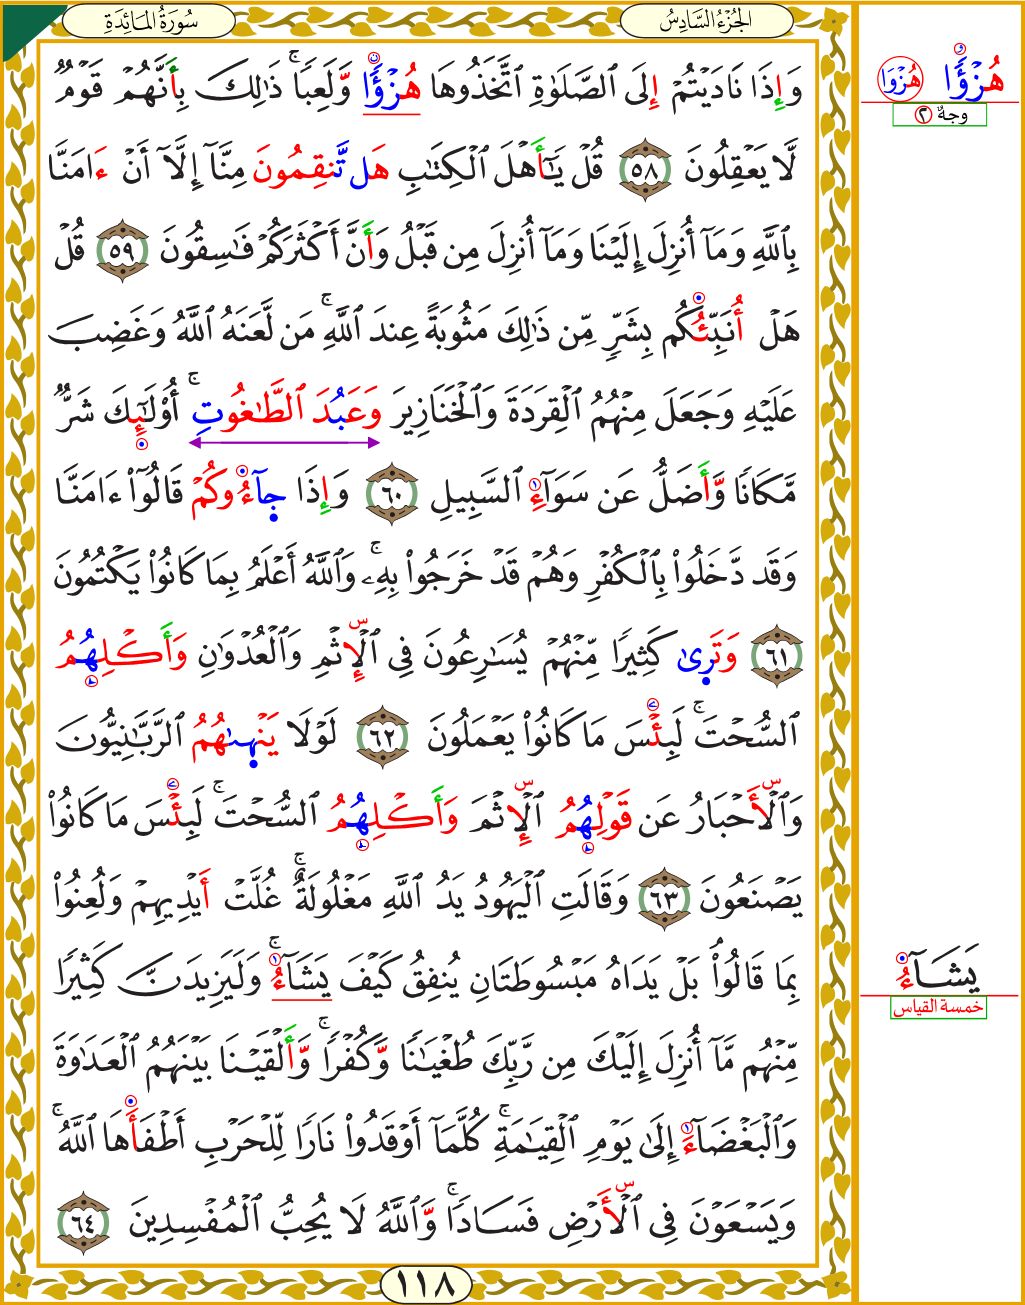 سُورَةُ المَائِدَةِ
الجُزْءُ السَّادِسُ
وَإِذَا نَادَيْتُمْ إِلَى ٱلصَّلَوٰةِ ٱتَّخَذُوهَا هُزْؤًا وَّلَعِبًا ۚ ذَٰلِكَ بِأَنَّهُمْ قَوْمٌ
لَّا يَعْقِلُونَ ٥٨ قُلْ يَـٰٓأَهْلَ ٱلْكِتَـٰبِ هَل تَّنقِمُونَ مِنَّآ إِلَّآ أَنْ ءَامَنَّا
بِٱللَّهِ وَمَآ أُنزِلَ إِلَيْنَا وَمَآ أُنزِلَ مِن قَبْلُ وَأَنَّ أَكْثَرَكُمْ فَـٰسِقُونَ ٥٩ قُلْ
هَلْ أُنَبِّئُكُم بِشَرٍّ مِّن ذَٰلِكَ مَثُوبَةً عِندَ ٱللَّهِ ۚ مَن لَّعَنَهُ ٱللَّهُ وَغَضِبَ
عَلَيْهِ وَجَعَلَ مِنْهُمُ ٱلْقِرَدَةَ وَٱلْخَنَازِيرَ وَعَبُدَ ٱلطَّـٰغُوتِ ۚ أُوْلَـٰٓئِكَ شَرٌّ
مَّكَانًا وَّأَضَلُّ عَن سَوَآءِ ٱلسَّبِيلِ ٦٠ وَإِذَا جَآءُوكُمْ قَالُوٓاْ ءَامَنَّا
وَقَد دَّخَلُواْ بِٱلْكُفْرِ وَهُمْ قَدْ خَرَجُواْ بِهِۦ ۚ وَٱللَّهُ أَعْلَمُ بِمَا كَانُواْ يَكْتُمُونَ
٦١ وَتَرَىٰ كَثِيرًا مِّنْهُمْ يُسَـٰرِعُونَ فِى ٱلْإِثْمِ وَٱلْعُدْوَٰنِ وَأَكْلِهُمُ
ٱلسُّحْتَ ۚ لَبِئْسَ مَا كَانُواْ يَعْمَلُونَ ٦٢ لَوْلَا يَنْهَىٰهُمُ ٱلرَّبَّـٰنِيُّونَ
وَٱلْأَحْبَارُ عَن قَوْلِهُمُ ٱلْإِثْمَ وَأَكْلِهُمُ ٱلسُّحْتَ ۚ لَبِئْسَ مَا كَانُواْ
يَصْنَعُونَ ٦٣ وَقَالَتِ ٱلْيَهُودُ يَدُ ٱللَّهِ مَغْلُولَةٌ ۚ غُلَّتْ أَيْدِيهِمْ وَلُعِنُواْ
بِمَا قَالُواْ ۘ بَلْ يَدَاهُ مَبْسُوطَتَانِ يُنفِقُ كَيْفَ يَشَآءُ ۚ وَلَيَزِيدَنَّ كَثِيرًا
مِّنْهُم مَّآ أُنزِلَ إِلَيْكَ مِن رَّبِّكَ طُغْيَـٰنًا وَّكُفْرًا ۚ وَّأَلْقَيْنَا بَيْنَهُمُ ٱلْعَدَٰوَةَ
وَٱلْبَغْضَآءَ إِلَىٰ يَوْمِ ٱلْقِيَـٰمَةِ ۚ كُلَّمَآ أَوْقَدُواْ نَارًا لِّلْحَرْبِ أَطْفَأَهَا ٱللَّهُ ۚ
وَيَسْعَوْنَ فِى ٱلْأَرْضِ فَسَادًا ۚ وَّٱللَّهُ لَا يُحِبُّ ٱلْمُفْسِدِينَ ٦٤
١١٨
هُزْؤًا هُزْوَا
وجهٌ ٢
يَشَآءُ
خمسة القياس